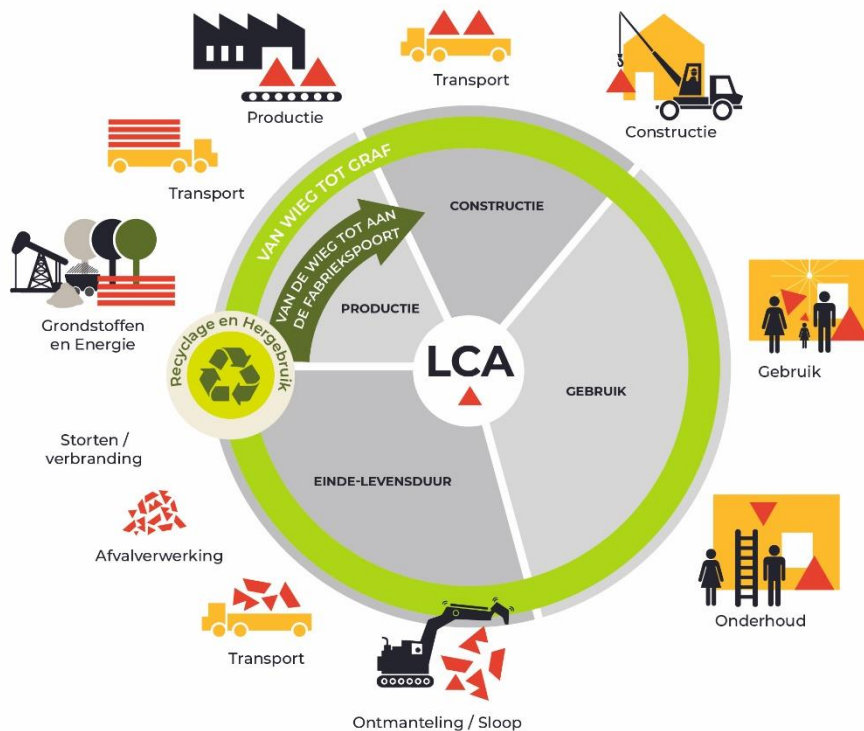 Productie
Transport
Constructie
Transport
VAN WIEG TOT GRAF
VAN DE WIEG TOT AAN
DE FABRIEKSPOORT
CONSTRUCTIE
PRODUCTIE
Grondstoffen
en Energie
Recyclage en Hergebruik
LCA
GEBRUIK
Gebruik
Storten /
verbranding
EINDE-LEVENSDUUR
Afvalverwerking
Onderhoud
Transport
Ontmanteling / Sloop